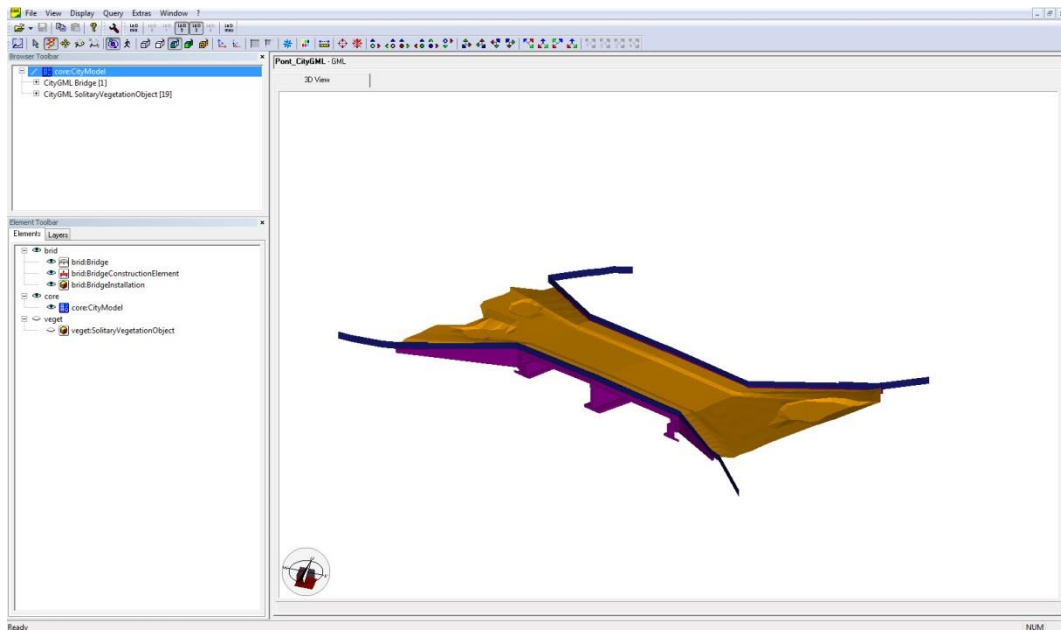 File View Display Query Extras Window ?
Browser Toolbar
core:CityModel
CityGML Bridge [1]
CityGML SolitaryVegetationObject [19]
Element Toolbar
Elements Layers
brid
brid:Bridge
brid:BridgeConstructionElement
brid:BridgeInstallation
core
core:CityModel
veget
veget:SolitaryVegetationObject
Pont_CityGML - GML
3D View
Ready
NUM